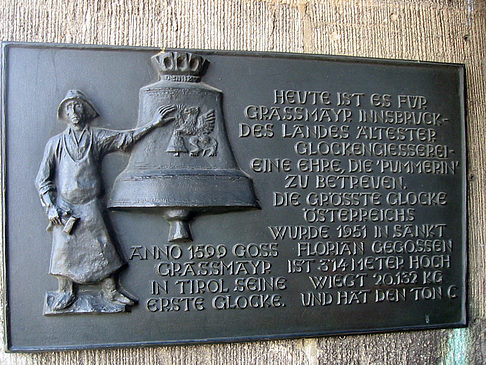 HEUTE IST ES FÜR
GRASSMAYR INNSBRUCK-
DES LANDES ÄLTESTER
GLOCKENGIESSEREI-
EINE EHRE, DIE 'PUMMERIN'
ZU BETREUEN.
DIE GRÖSSTE GLOCKE
ÖSTERREICHS
WURDE 1951 IN SANKT
FLORIAN GEGOSSEN
IST 3'14 METER HOCH
WIEGT 20.132 KG
UND HAT DEN TON C
ANNO 1599 GOSS
GRASSMAYR
IN TIROL SEINE
ERSTE GLOCKE.